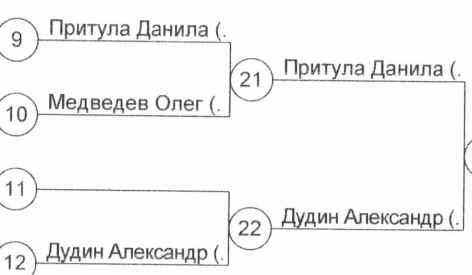 9 Притула Данила (.
21 Притула Данила (.
10 Медведев Олег (.
11
22 Дудин Александр (.
12 Дудин Александр (.